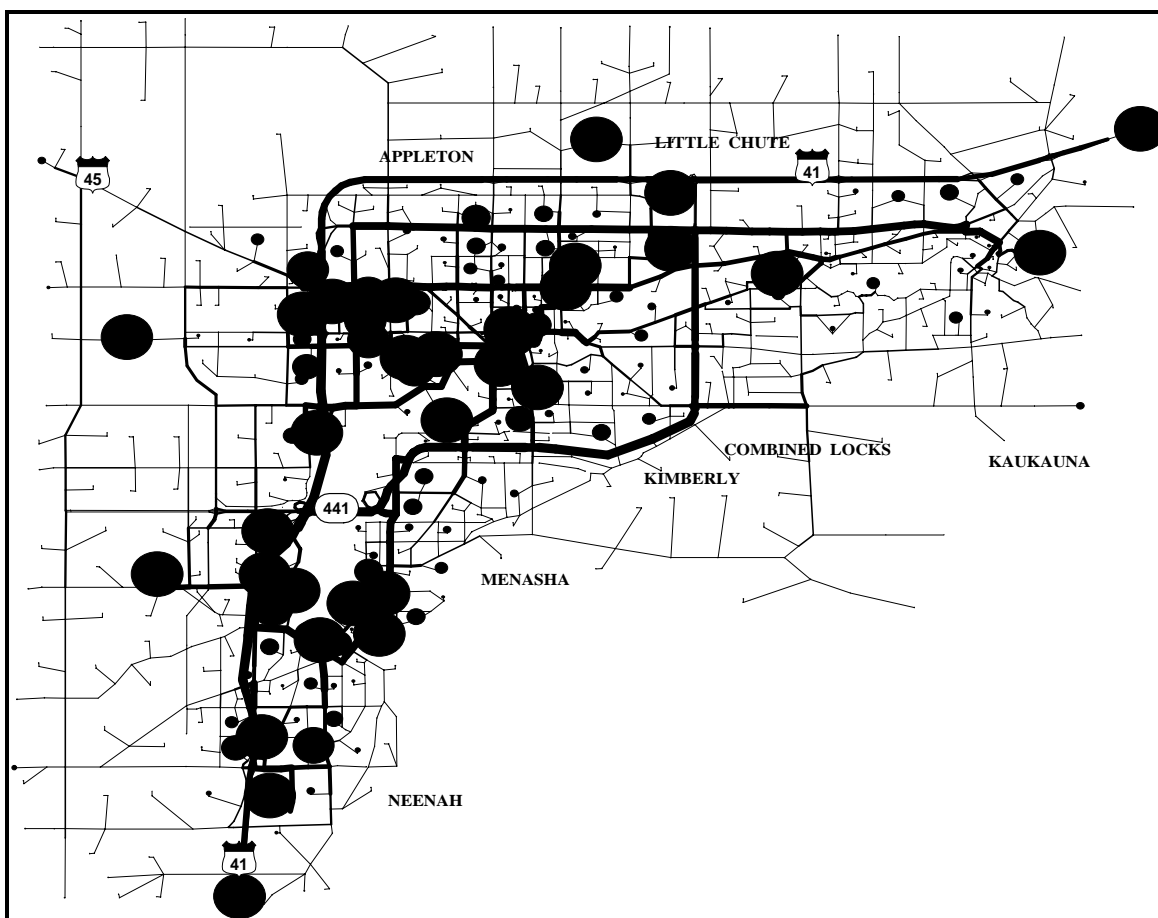 LITTLE CHUTE
APPLETON
41
45
COMBINED LOCKS
KAUKAUNA
KIMBERLY
441
MENASHA
NEENAH
41